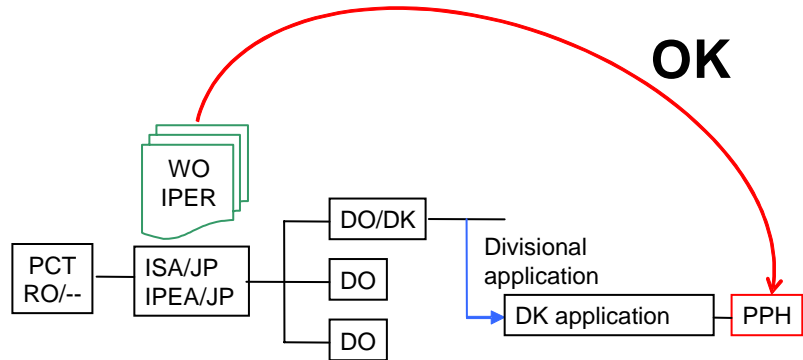 OK
WO
IPER
DO/DK
PCT
RO/--
ISA/JP
IPEA/JP
DO
DO
Divisional
application
DK application
PPH